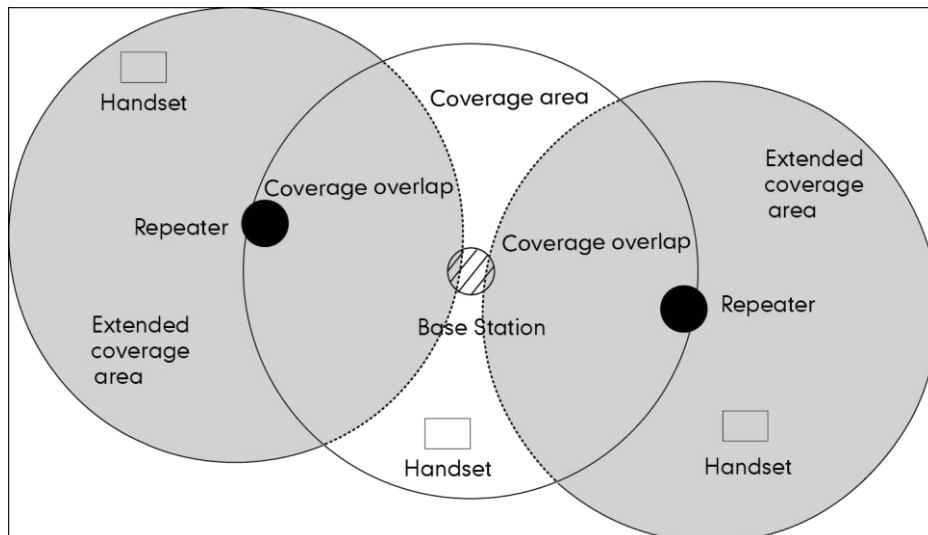 Handset
Coverage area
Extended
coverage
area
Coverage overlap
Repeater
Coverage overlap
Repeater
Base Station
Extended
coverage
area
Handset
Handset